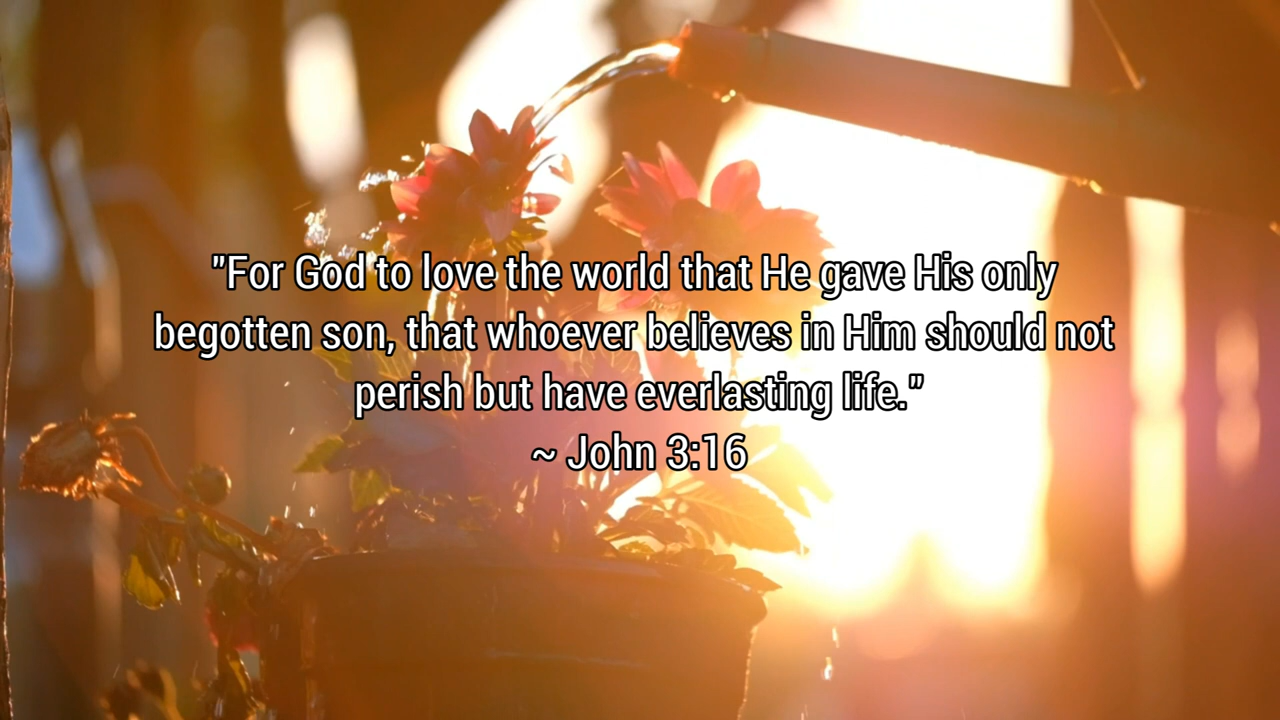 "For God to love the world that He gave His only
begotten son, that whoever believes in Him should not
perish but have everlasting life."
~ John 3:16